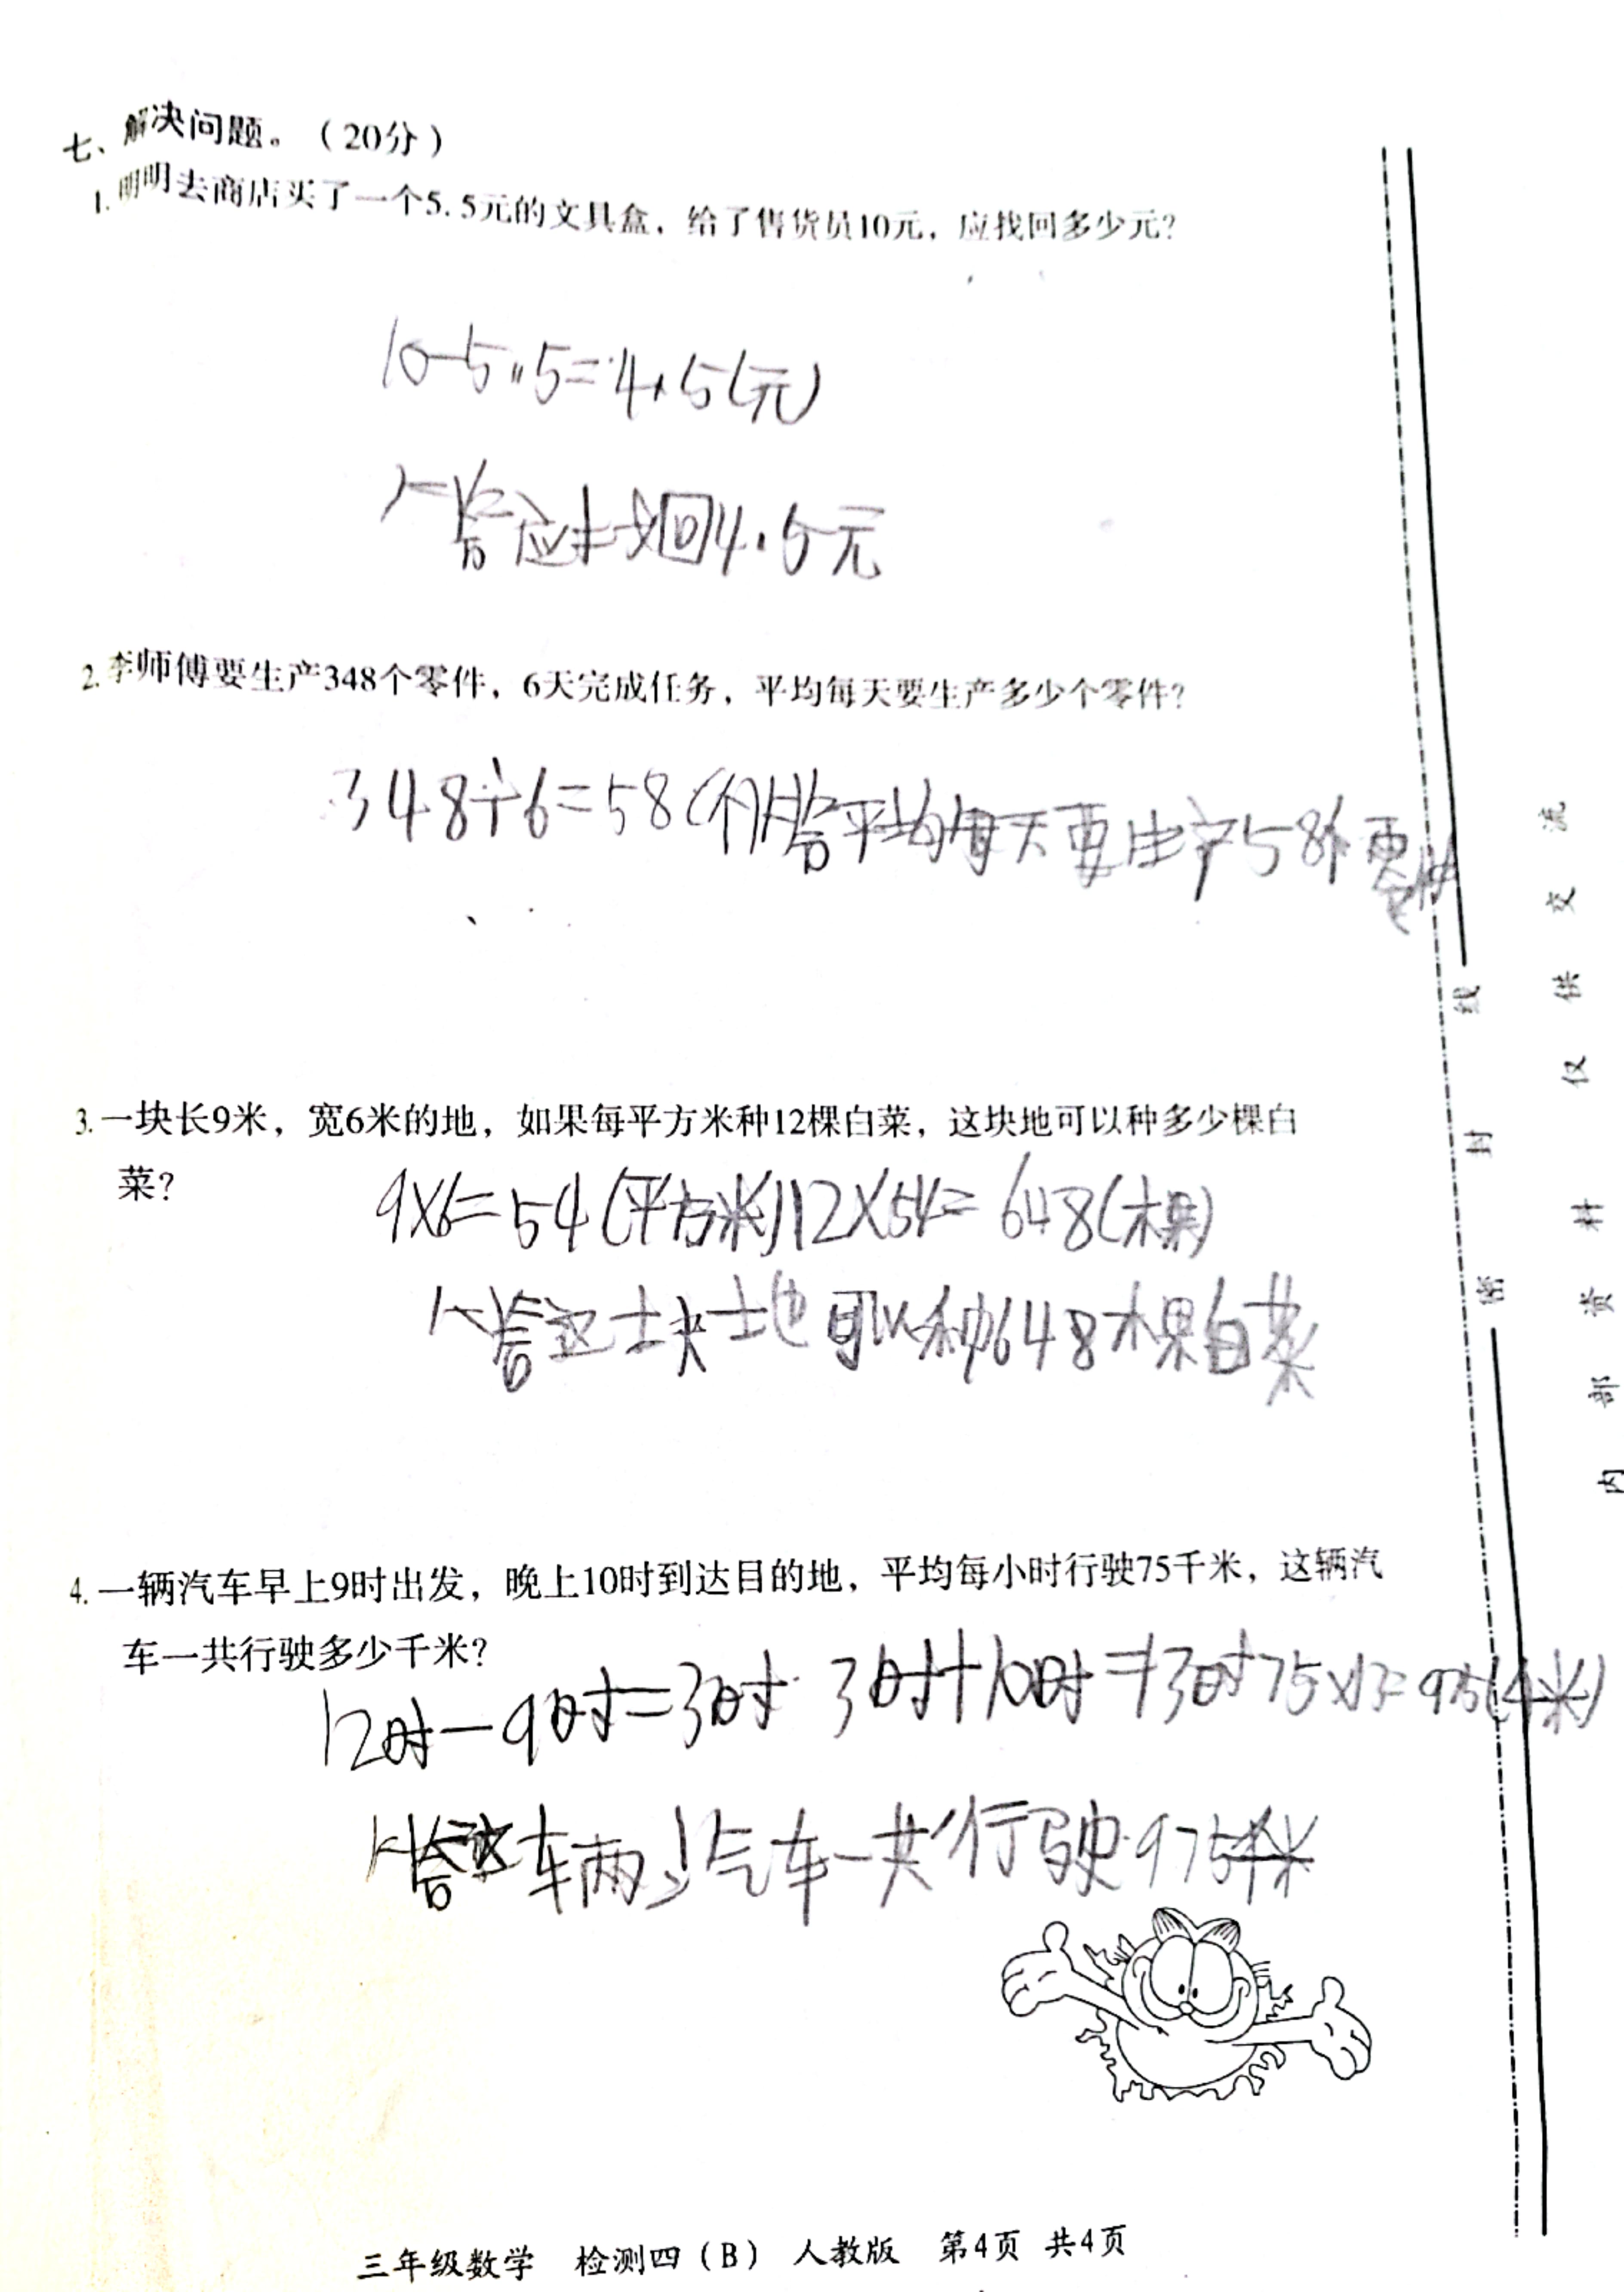 七、解决问题。（20分）
1.明明去商店买了一个5.5元的文具盒，给了售货员10元，应找回多少元？
10-5.5=4.5(元)
答应找回4.5元
2.李师傅要生产348个零件，6天完成任务，平均每天要生产多少个零件？
348÷6=58(个)答平均每天要生产58个零件
3.一块长9米，宽6米的地，如果每平方米种12棵白菜，这块地可以种多少棵白
菜？
9×6=54(平方米)12×54=648(棵)
答这块地可以种648棵白菜
4.一辆汽车早上9时出发，晚上10时到达目的地，平均每小时行驶75千米，这辆汽
车一共行驶多少千米？
12时-9时=3时 3时+10时=13时75×13=975(千米)
答这辆汽车一共行驶975千米
三年级数学 检测四（B） 人教版 第4页 共4页
密 封 线
内 部 资 料 仅 供 交 流